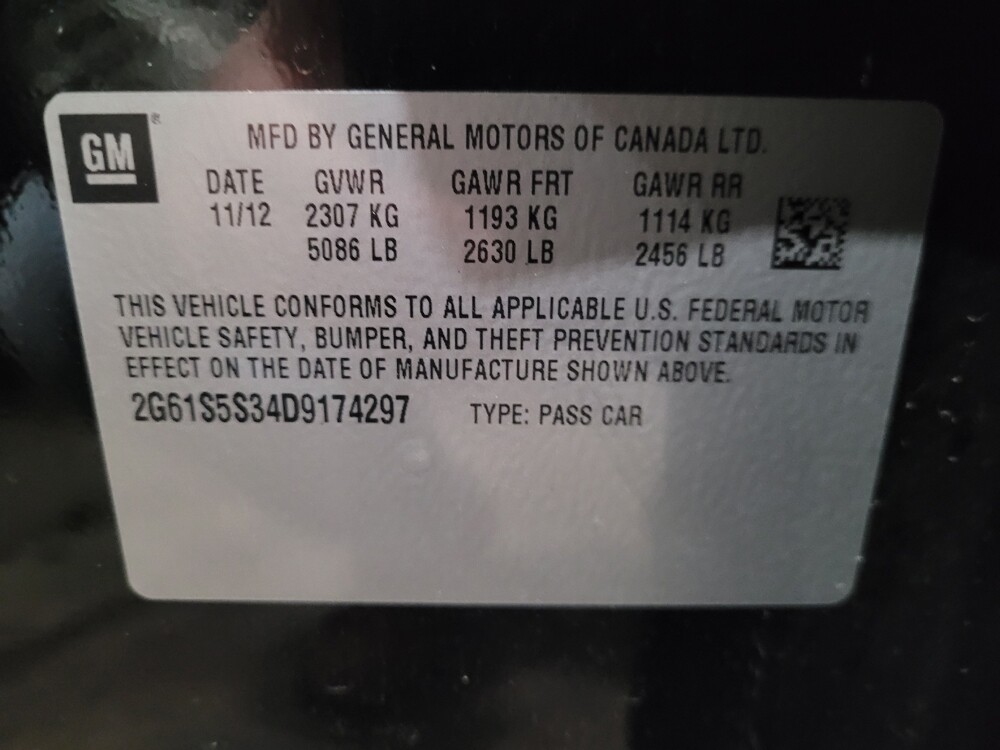 GM®
MFD BY GENERAL MOTORS OF CANADA LTD.
DATE GVWR GAWR FRT GAWR RR
11/12 2307 KG 1193 KG 1114 KG
5086 LB 2630 LB 2456 LB
THIS VEHICLE CONFORMS TO ALL APPLICABLE U.S. FEDERAL MOTOR
VEHICLE SAFETY, BUMPER, AND THEFT PREVENTION STANDARDS IN
EFFECT ON THE DATE OF MANUFACTURE SHOWN ABOVE.
2G61S5S34D9174297 TYPE: PASS CAR